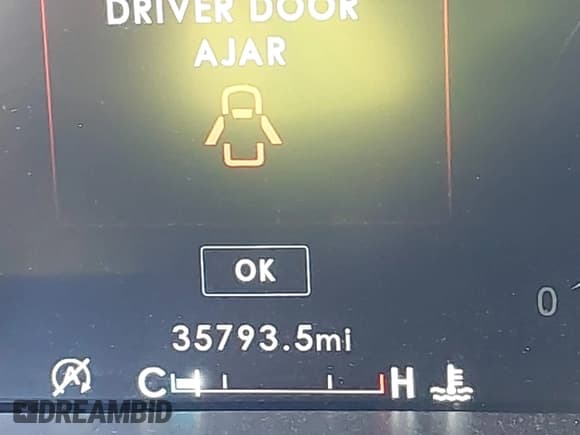 DRIVER DOOR
AJAR
OK
35793.5mi
0
A
C H
DREAMBID